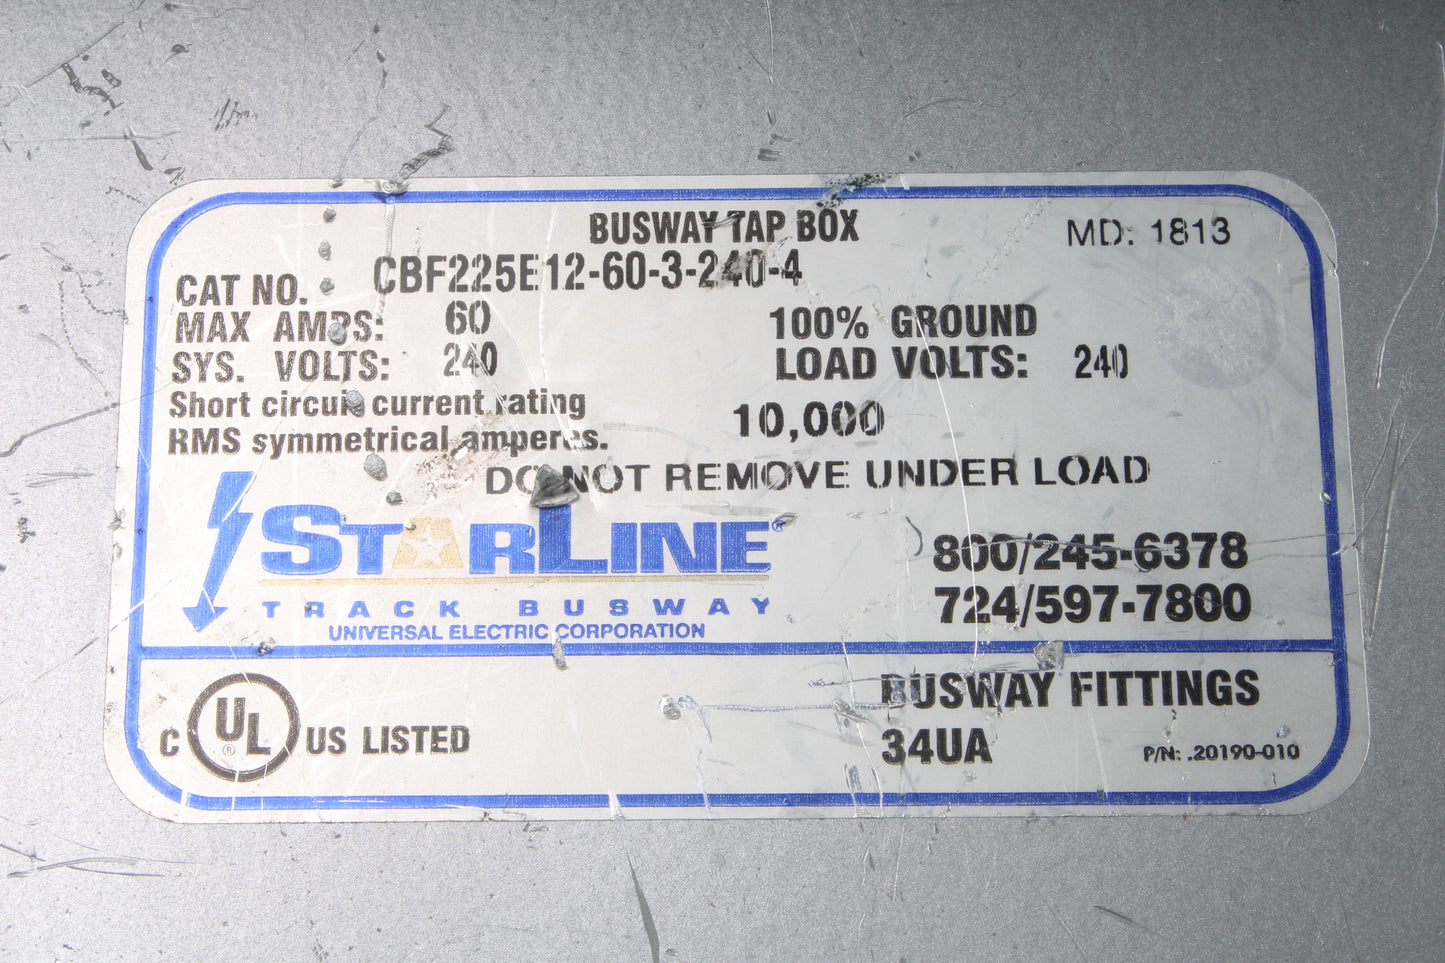 BUSWAY TAP BOX
MD: 1813
CAT NO. CBF225E12-60-3-240-4
MAX AMPS: 60
100% GROUND
SYS. VOLTS: 240
LOAD VOLTS: 240
Short circuit current rating
RMS symmetrical amperes.
10,000
DO NOT REMOVE UNDER LOAD
STARLINE®
TRACK BUSWAY
UNIVERSAL ELECTRIC CORPORATION
800/245-6378
724/597-7800
C UL® US LISTED
BUSWAY FITTINGS
34UA
P/N: .20190-010